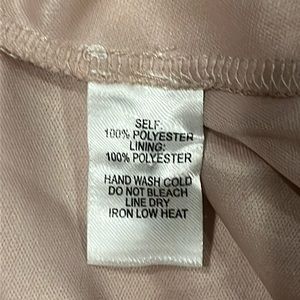 SELF:
100% POLYESTER
LINING:
100% POLYESTER
HAND WASH COLD
DO NOT BLEACH
LINE DRY
IRON LOW HEAT